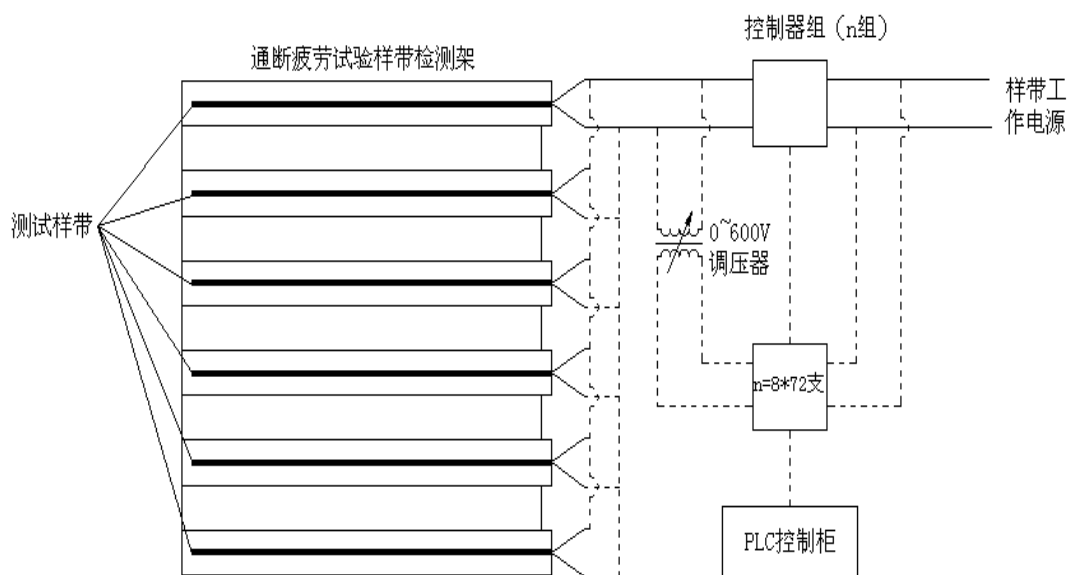 控制器组（n组）
通断疲劳试验样带检测架
样带工
作电源
测试样带
0~600V
调压器
n=8*72支
PLC控制柜